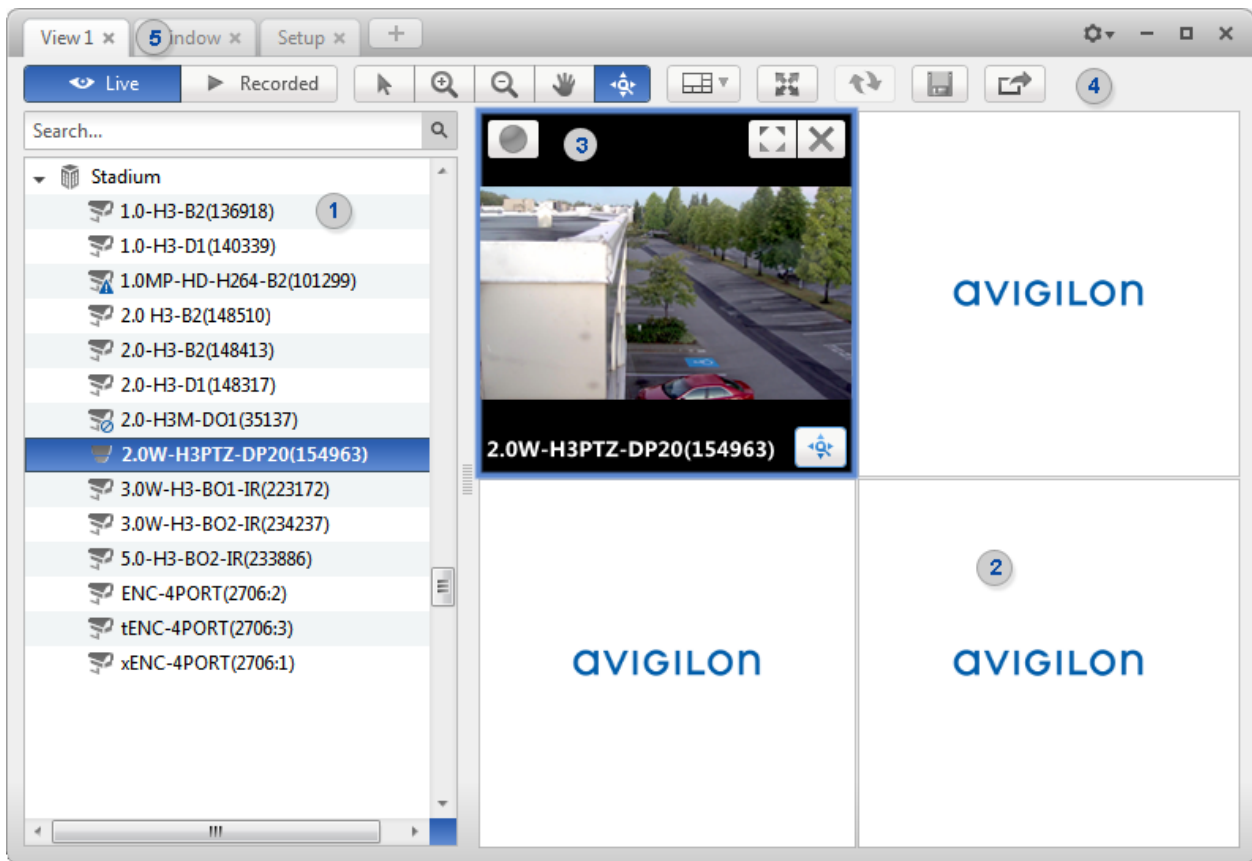 View 1
5
indow
Setup
Live
Recorded
4
Search...
Stadium
1.0-H3-B2(136918)
1
1.0-H3-D1(140339)
1.0MP-HD-H264-B2(101299)
2.0 H3-B2(148510)
2.0-H3-B2(148413)
2.0-H3-D1(148317)
2.0-H3M-DO1(35137)
2.0W-H3PTZ-DP20(154963)
3.0W-H3-BO1-IR(223172)
3.0W-H3-BO2-IR(234237)
5.0-H3-BO2-IR(233886)
ENC-4PORT(2706:2)
tENC-4PORT(2706:3)
xENC-4PORT(2706:1)
3
2.0W-H3PTZ-DP20(154963)
avigilon
avigilon
2
avigilon